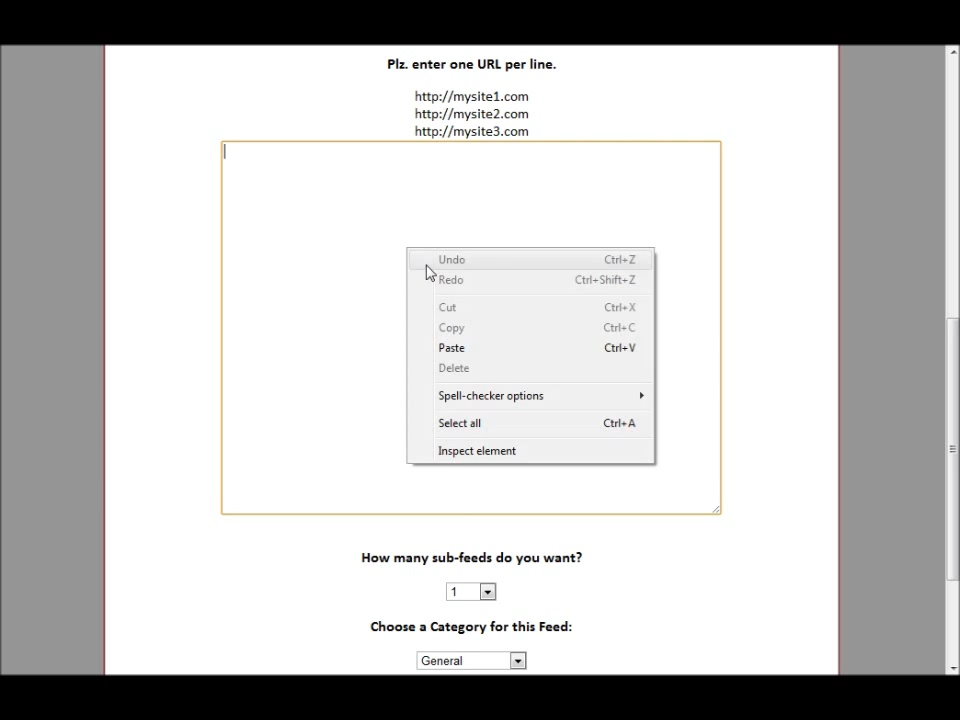 Plz. enter one URL per line.
http://mysite1.com
http://mysite2.com
http://mysite3.com
Undo Ctrl+Z
Redo Ctrl+Shift+Z
Cut Ctrl+X
Copy Ctrl+C
Paste Ctrl+V
Delete
Spell-checker options
Select all Ctrl+A
Inspect element
How many sub-feeds do you want?
1
Choose a Category for this Feed:
General